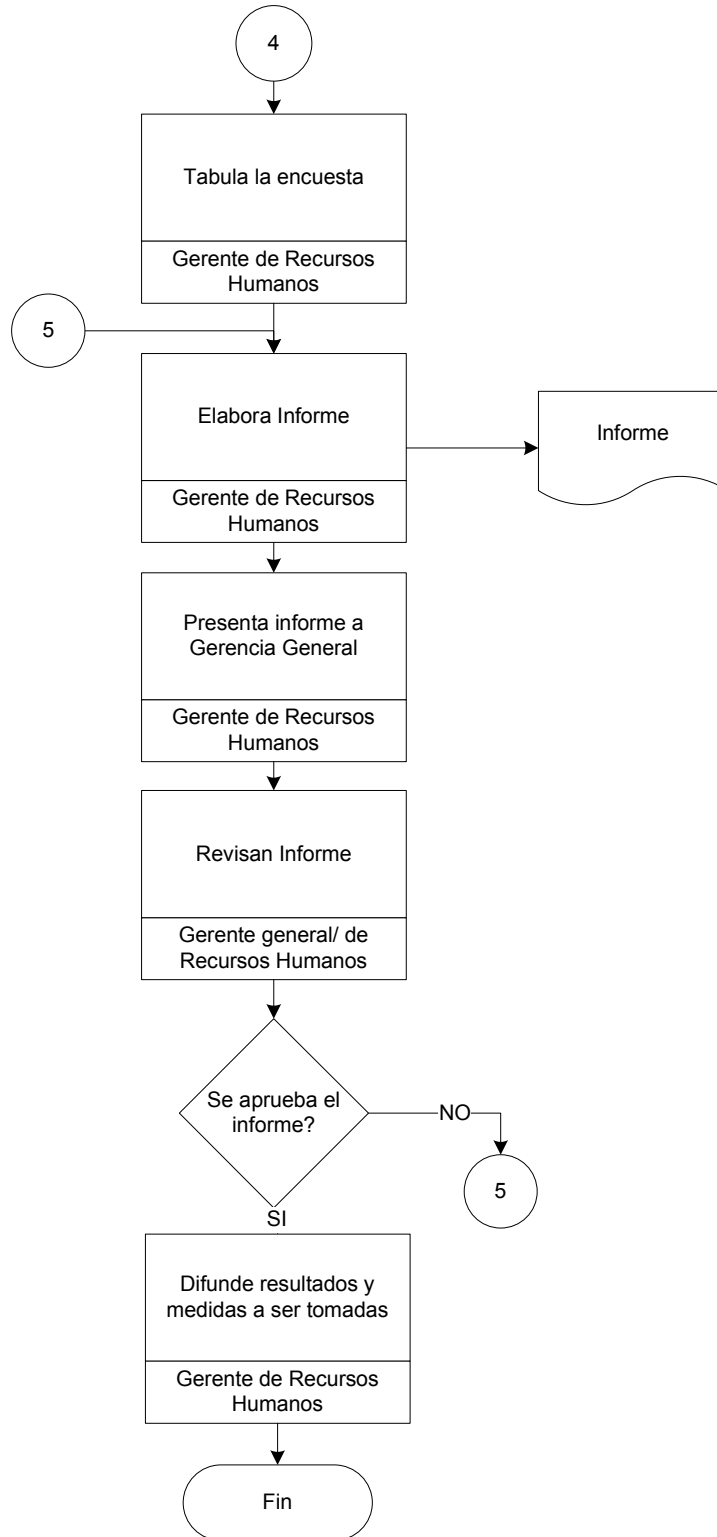 4
Tabula la encuesta
Gerente de Recursos
Humanos
5
Elabora Informe
Informe
Gerente de Recursos
Humanos
Presenta informe a
Gerencia General
Gerente de Recursos
Humanos
Revisan Informe
Gerente general/ de
Recursos Humanos
Se aprueba el
informe?
NO
5
SI
Difunde resultados y
medidas a ser tomadas
Gerente de Recursos
Humanos
Fin